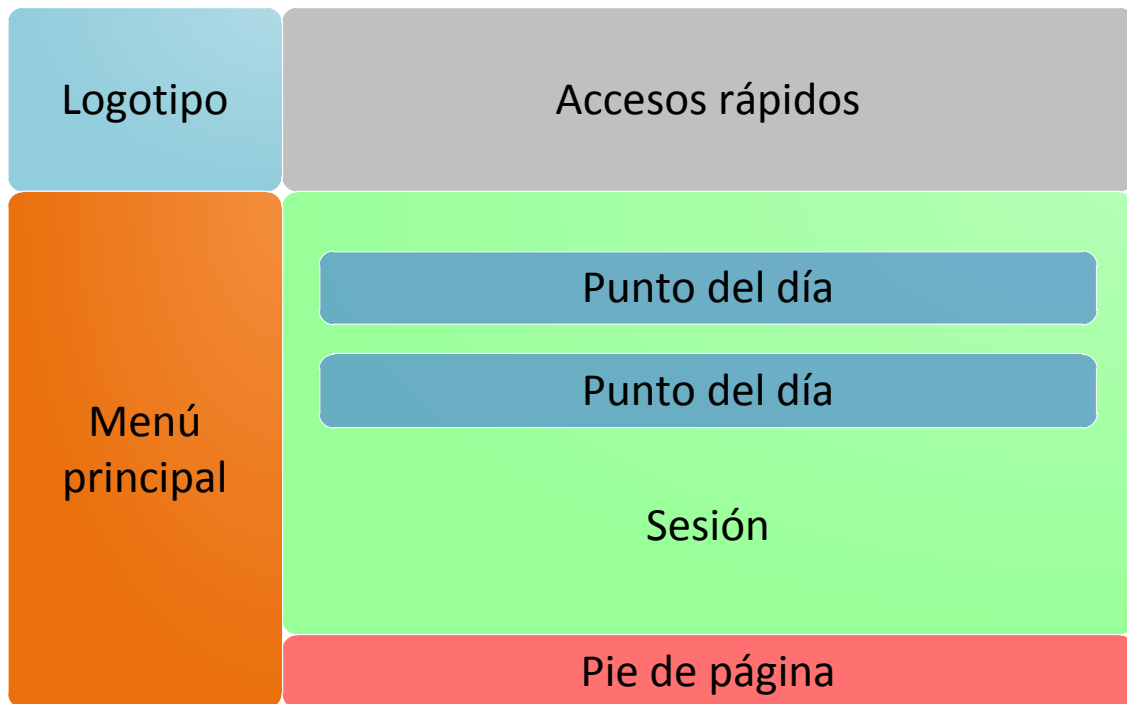 Logotipo
Accesos rápidos
Menú
principal
Punto del día
Punto del día
Sesión
Pie de página